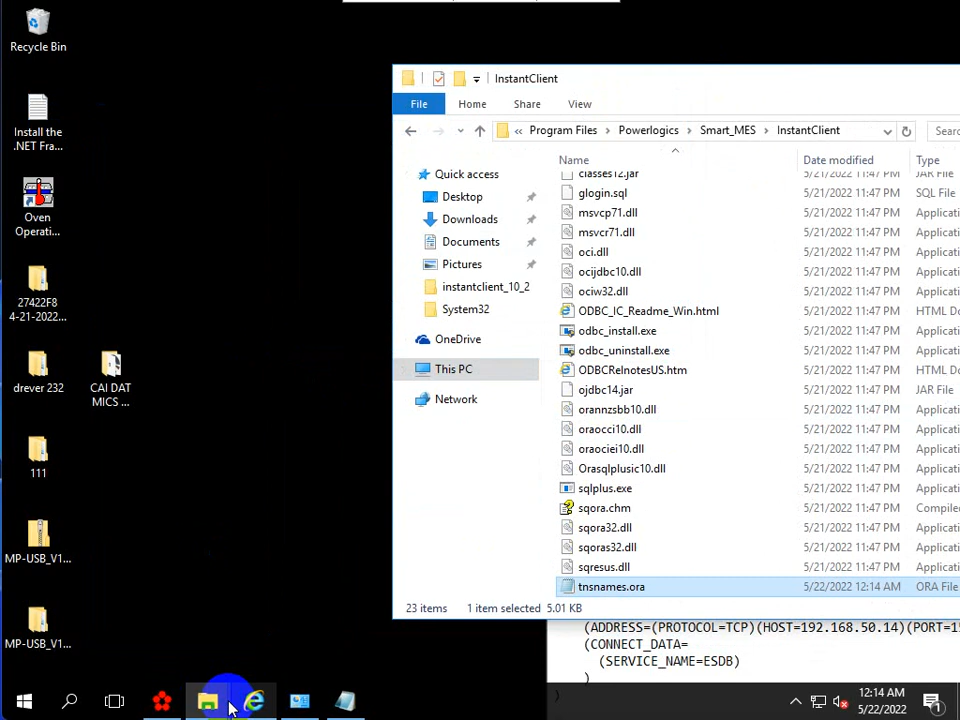 Recycle Bin
Install the
.NET Fra...
Oven
Operati...
27422F8
4-21-2022...
drever 232
CAI DAT
MICS ...
111
MP-USB_V1...
MP-USB_V1...
InstantClient
File
Home
Share
View
« Program Files > Powerlogics > Smart_MES > InstantClient
Sear
Quick access
Desktop
Downloads
Documents
Pictures
instantclient_10_2
System32
OneDrive
This PC
Network
Name Date modified Type
classes12.jar 5/21/2022 11:47 PM JAR File
glogin.sql 5/21/2022 11:47 PM SQL File
msvcp71.dll 5/21/2022 11:47 PM Applicati
msvcr71.dll 5/21/2022 11:47 PM Applicati
oci.dll 5/21/2022 11:47 PM Applicati
ocijdbc10.dll 5/21/2022 11:47 PM Applicati
ociw32.dll 5/21/2022 11:47 PM Applicati
ODBC_IC_Readme_Win.html 5/21/2022 11:47 PM HTML Do
odbc_install.exe 5/21/2022 11:47 PM Applicati
odbc_uninstall.exe 5/21/2022 11:47 PM Applicati
ODBCRelnotesUS.htm 5/21/2022 11:47 PM HTML Do
ojdbc14.jar 5/21/2022 11:47 PM JAR File
orannzsbb10.dll 5/21/2022 11:47 PM Applicati
oraocci10.dll 5/21/2022 11:47 PM Applicati
oraociei10.dll 5/21/2022 11:47 PM Applicati
Orasqlplusic10.dll 5/21/2022 11:47 PM Applicati
sqlplus.exe 5/21/2022 11:47 PM Applicati
sqora.chm 5/21/2022 11:47 PM Compile
sqora32.dll 5/21/2022 11:47 PM Applicati
sqoras32.dll 5/21/2022 11:47 PM Applicati
sqresus.dll 5/21/2022 11:47 PM Applicati
tnsnames.ora 5/22/2022 12:14 AM ORA File
23 items 1 item selected 5.01 KB
(ADDRESS=(PROTOCOL=TCP)(HOST=192.168.50.14)(PORT=15
(CONNECT_DATA=
(SERVICE_NAME=ESDB)
)
)
12:14 AM
5/22/2022
1